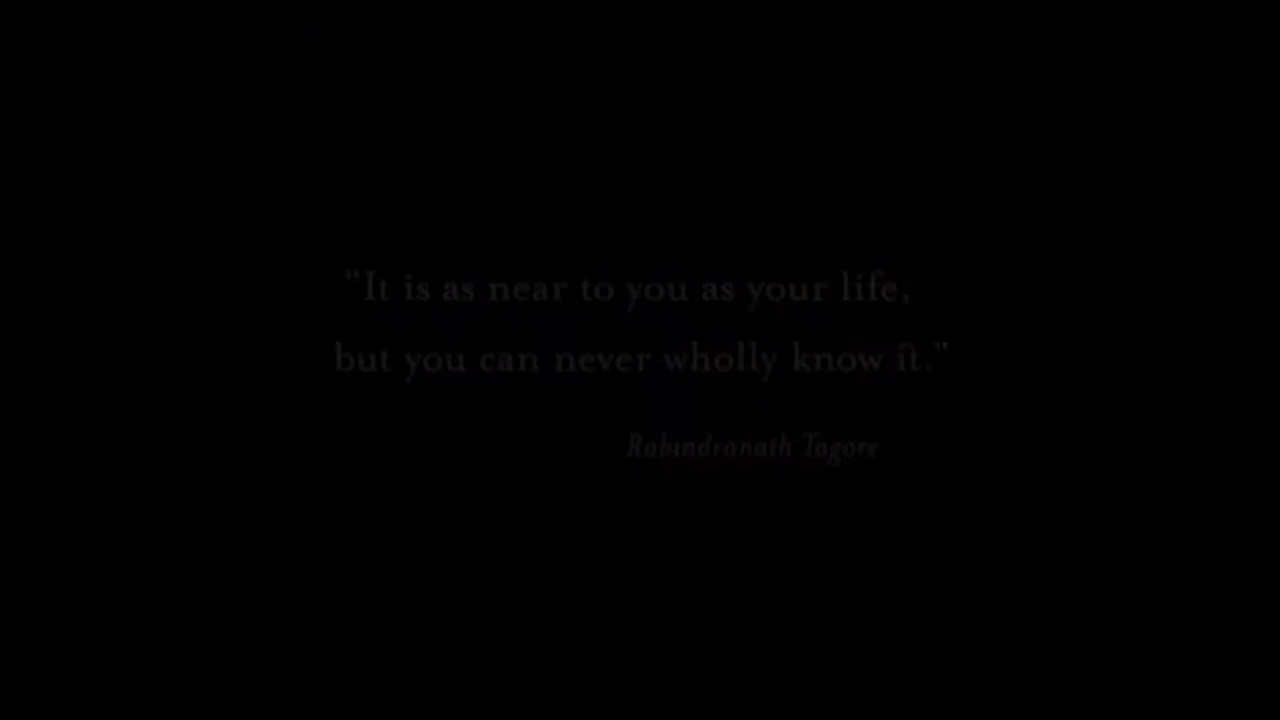 "It is as near to you as your life,
but you can never wholly know it."
Rabindranath Tagore